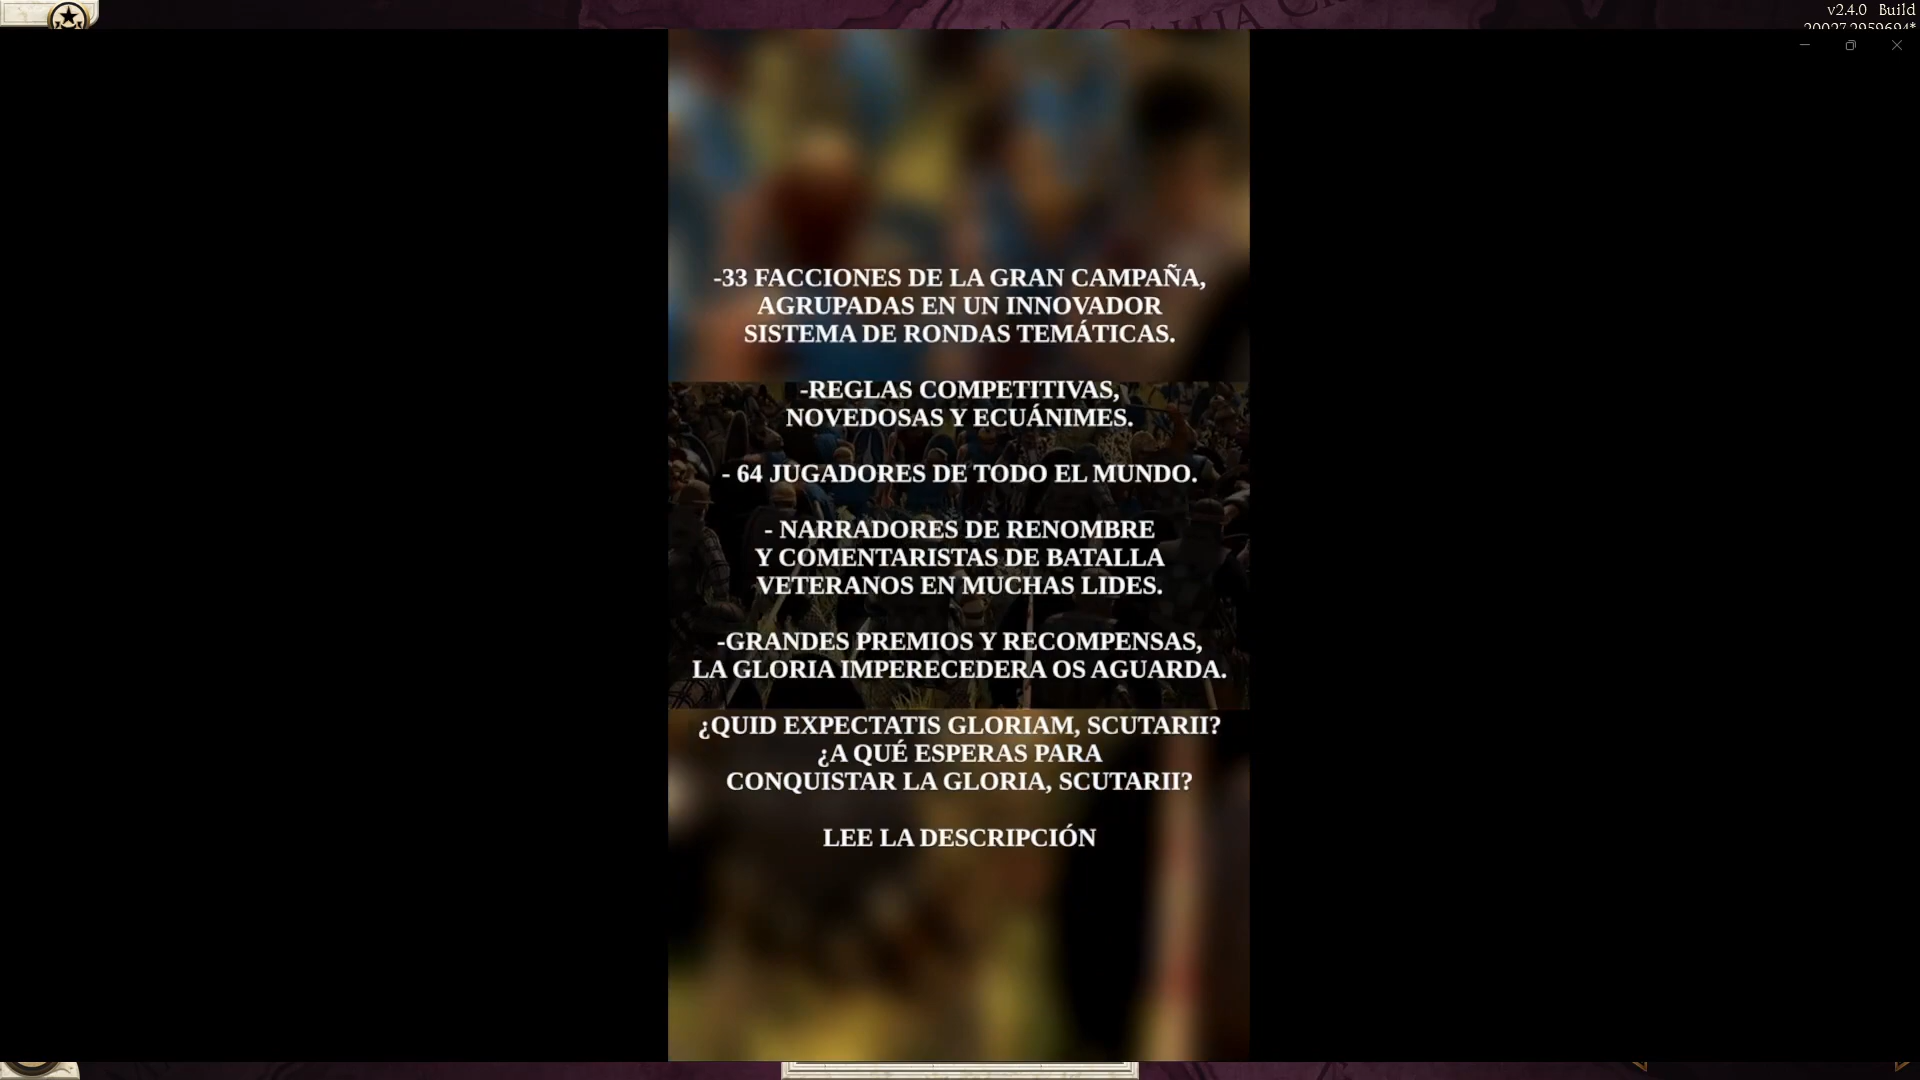 v2.4.0 Build
20027.2959694*
-33 FACCIONES DE LA GRAN CAMPAÑA,
AGRUPADAS EN UN INNOVADOR
SISTEMA DE RONDAS TEMÁTICAS.
-REGLAS COMPETITIVAS,
NOVEDOSAS Y ECUÁNIMES.
- 64 JUGADORES DE TODO EL MUNDO.
- NARRADORES DE RENOMBRE
Y COMENTARISTAS DE BATALLA
VETERANOS EN MUCHAS LIDES.
-GRANDES PREMIOS Y RECOMPENSAS,
LA GLORIA IMPERECEDERA OS AGUARDA.
¿QUID EXPECTATIS GLORIAM, SCUTARII?
¿A QUÉ ESPERAS PARA
CONQUISTAR LA GLORIA, SCUTARII?
LEE LA DESCRIPCIÓN